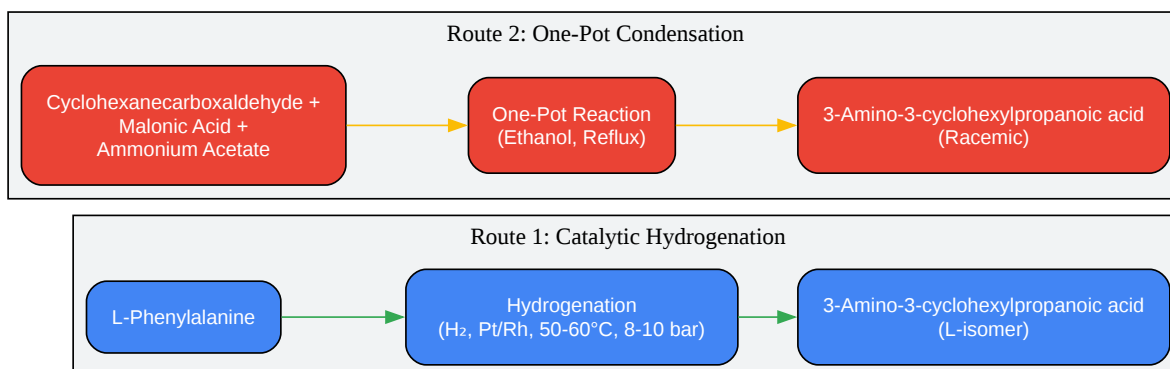 Route 2: One-Pot Condensation
Cyclohexanecarboxaldehyde +
Malonic Acid +
Ammonium Acetate
One-Pot Reaction
(Ethanol, Reflux)
3-Amino-3-cyclohexylpropanoic acid
(Racemic)
Route 1: Catalytic Hydrogenation
L-Phenylalanine
Hydrogenation
(H₂, Pt/Rh, 50-60°C, 8-10 bar)
3-Amino-3-cyclohexylpropanoic acid
(L-isomer)